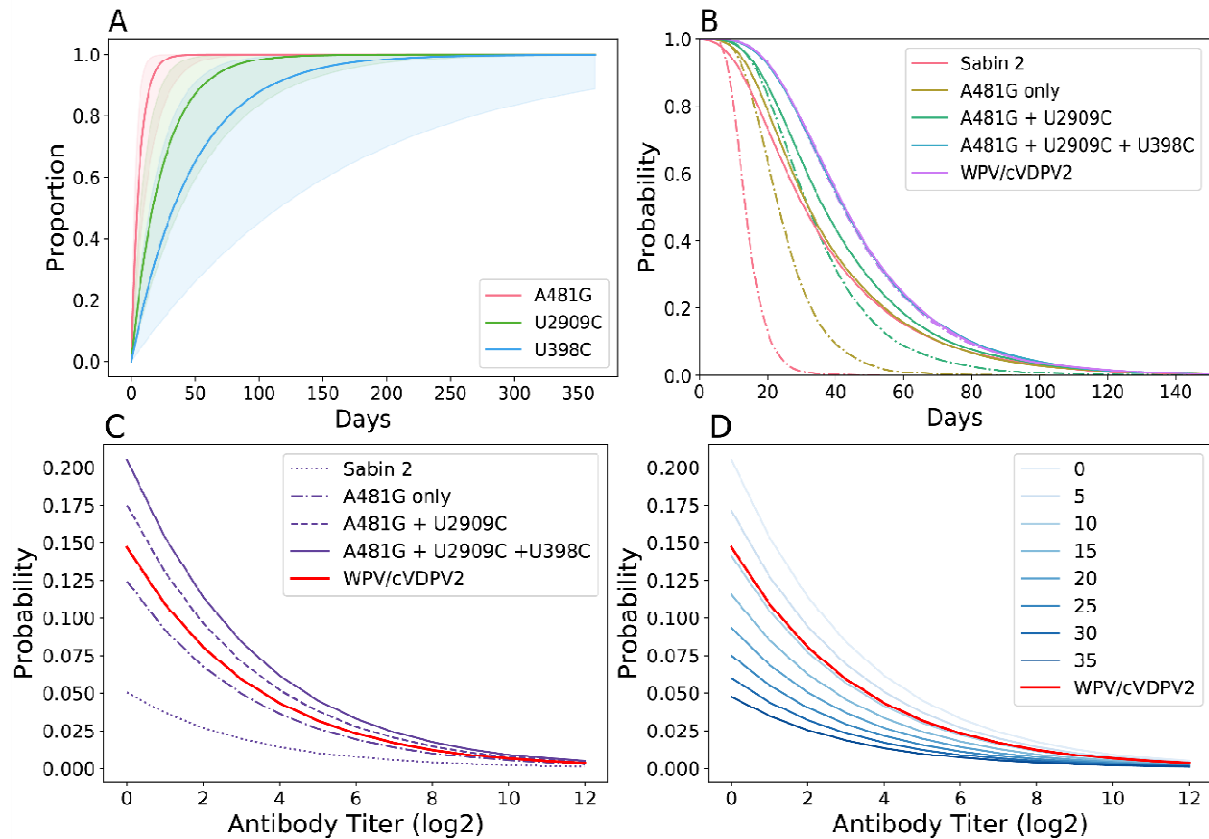 A
1.0
0.8
0.6
0.4
0.2
0.0
Proportion
0 50 100 150 200 250 300 350
Days
A481G
U2909C
U398C
B
1.0
0.8
0.6
0.4
0.2
0.0
Probability
0 20 40 60 80 100 120 140
Days
Sabin 2
A481G only
A481G + U2909C
A481G + U2909C + U398C
WPV/cVDPV2
C
0.200
0.175
0.150
0.125
0.100
0.075
0.050
0.025
0.000
Probability
0 2 4 6 8 10 12
Antibody Titer (log2)
Sabin 2
A481G only
A481G + U2909C
A481G + U2909C +U398C
WPV/cVDPV2
D
0.200
0.175
0.150
0.125
0.100
0.075
0.050
0.025
0.000
Probability
0 2 4 6 8 10 12
Antibody Titer (log2)
0
5
10
15
20
25
30
35
WPV/cVDPV2